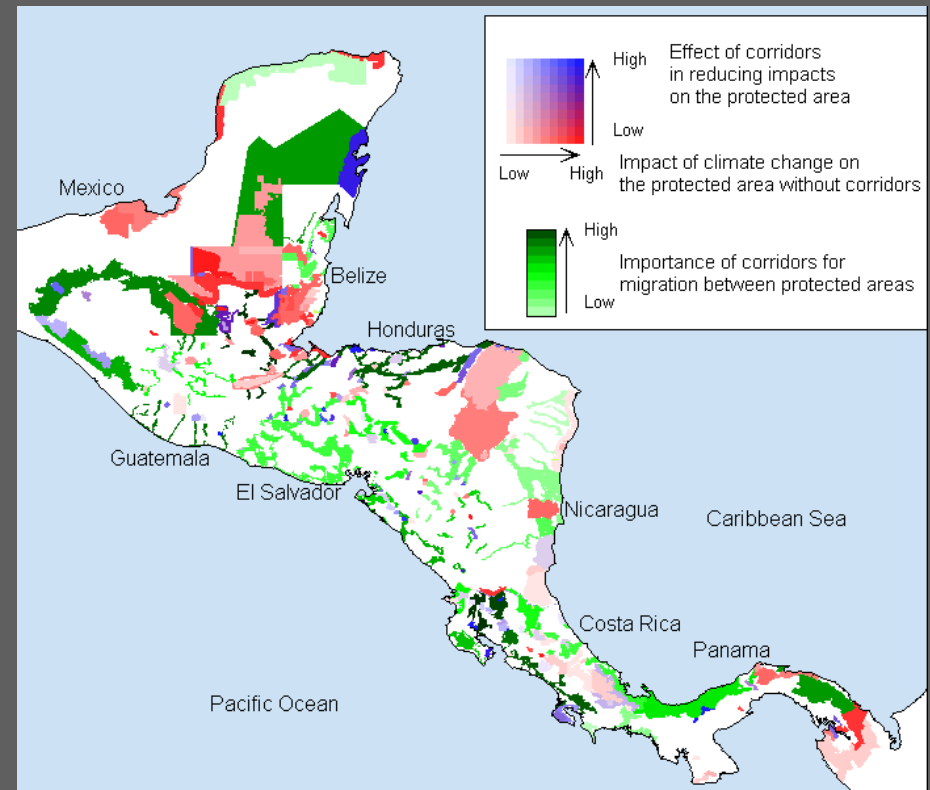 High
Effect of corridors
in reducing impacts
on the protected area
Low
Low
High
Impact of climate change on
the protected area without corridors
High
Importance of corridors for
migration between protected areas
Low
Mexico
Belize
Honduras
Guatemala
El Salvador
Nicaragua
Caribbean Sea
Costa Rica
Panama
Pacific Ocean